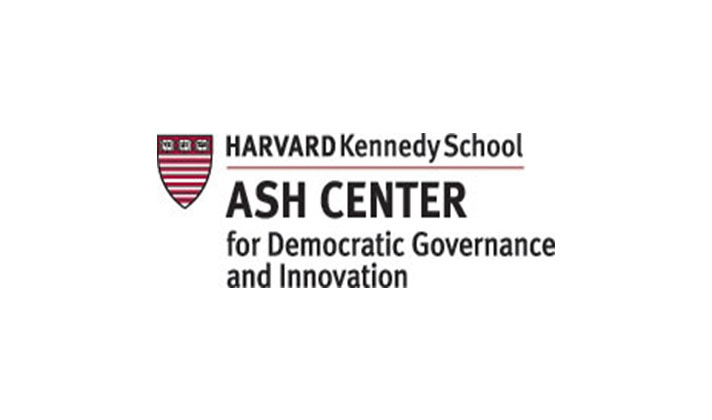 HARVARD Kennedy School
ASH CENTER
for Democratic Governance
and Innovation